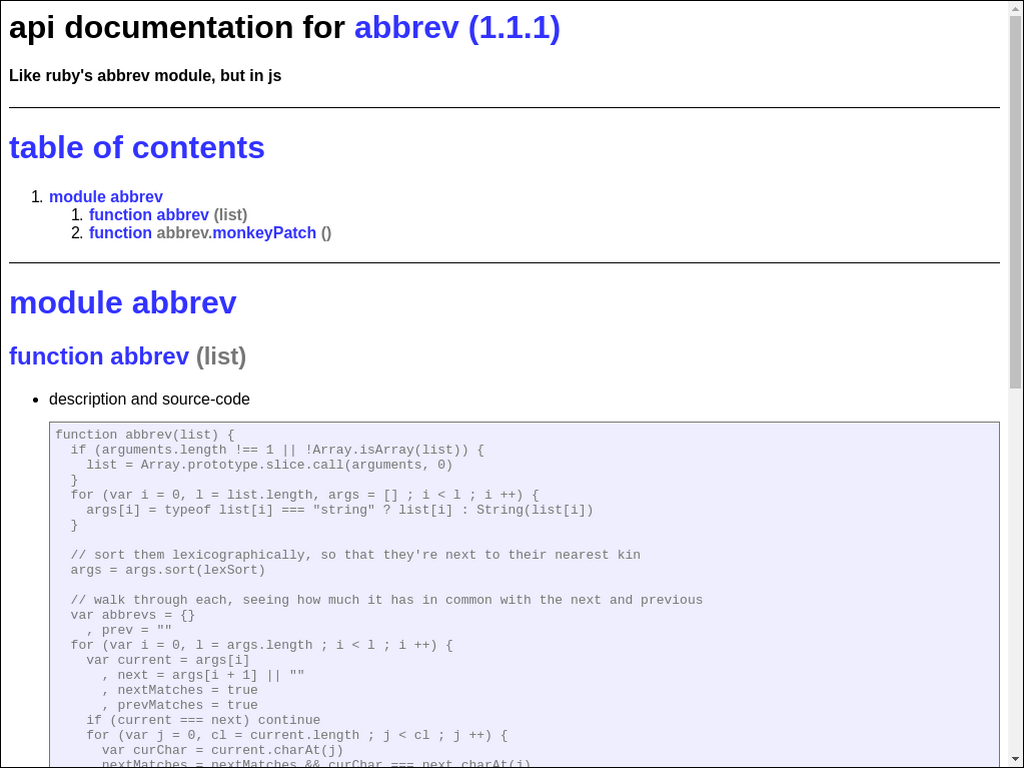 api documentation for abbrev (1.1.1)
Like ruby's abbrev module, but in js
table of contents
1. module abbrev
1. function abbrev (list)
2. function abbrev.monkeyPatch ()
module abbrev
function abbrev (list)
• description and source-code
function abbrev(list) {
  if (arguments.length !== 1 || !Array.isArray(list)) {
    list = Array.prototype.slice.call(arguments, 0)
  }
  for (var i = 0, l = list.length, args = [] ; i < l ; i ++) {
    args[i] = typeof list[i] === "string" ? list[i] : String(list[i])
  }

  // sort them lexicographically, so that they're next to their nearest kin
  args = args.sort(lexSort)

  // walk through each, seeing how much it has in common with the next and previous
  var abbrevs = {}
    , prev = ""
  for (var i = 0, l = args.length ; i < l ; i ++) {
    var current = args[i]
      , next = args[i + 1] || ""
      , nextMatches = true
      , prevMatches = true
    if (current === next) continue
    for (var j = 0, cl = current.length ; j < cl ; j ++) {
      var curChar = current.charAt(j)
      nextMatches = nextMatches && curChar === next.charAt(j)